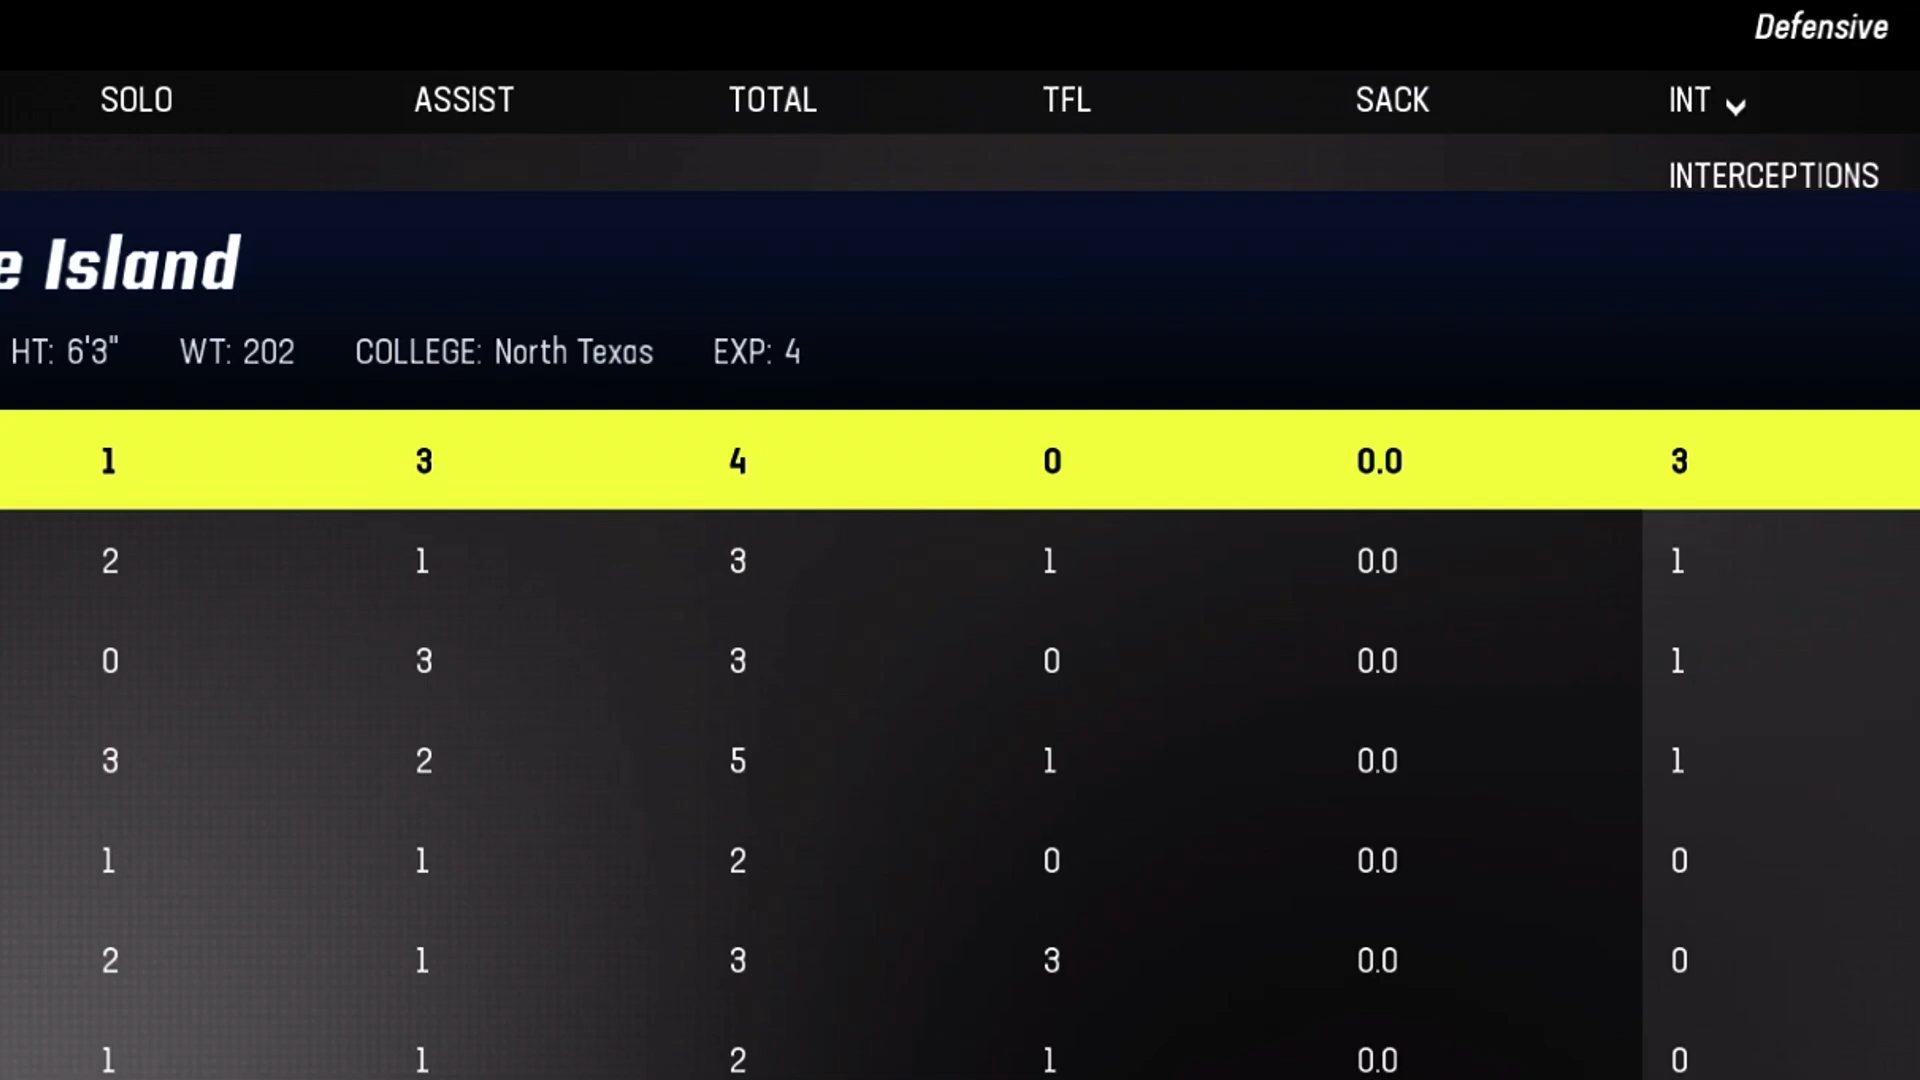 Defensive
SOLO ASSIST TOTAL TFL SACK INT
INTERCEPTIONS
e Island
HT: 6'3" WT: 202 COLLEGE: North Texas EXP: 4
1 3 4 0 0.0 3
2 1 3 1 0.0 1
0 3 3 0 0.0 1
3 2 5 1 0.0 1
1 1 2 0 0.0 0
2 1 3 3 0.0 0
1 1 2 1 0.0 0